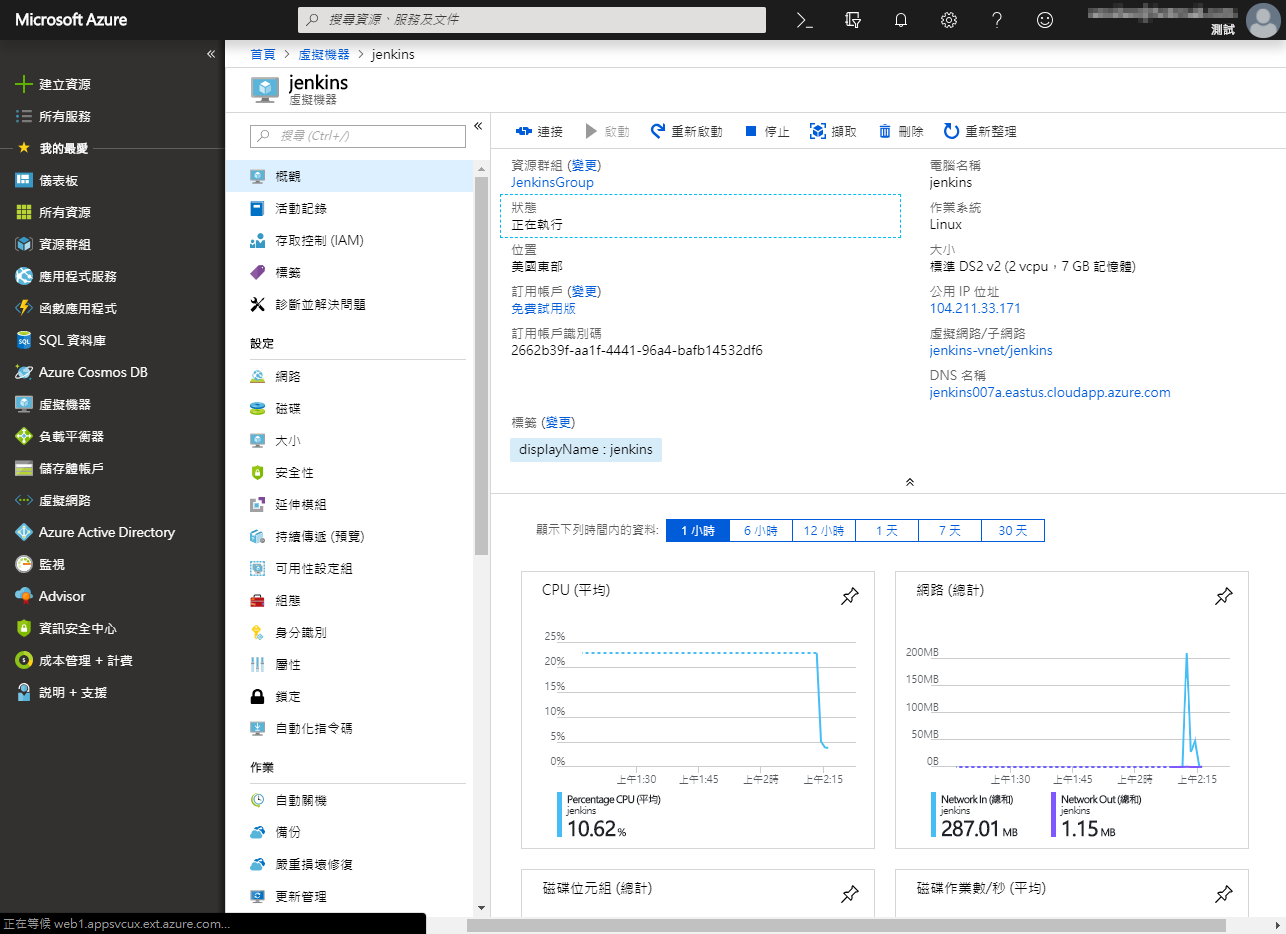 Microsoft Azure
搜尋資源、服務及文件
測試
建立資源
所有服務
我的最愛
儀表板
所有資源
資源群組
應用程式服務
函數應用程式
SQL 資料庫
Azure Cosmos DB
虛擬機器
負載平衡器
儲存體帳戶
虛擬網路
Azure Active Directory
監視
Advisor
資訊安全中心
成本管理 + 計費
說明 + 支援
正在等候 web1.appsvcux.ext.azure.com...
首頁 > 虛擬機器 > jenkins
jenkins
虛擬機器
搜尋 (Ctrl+/)
概觀
活動記錄
存取控制 (IAM)
標籤
診斷並解決問題
設定
網路
磁碟
大小
安全性
延伸模組
持續傳遞 (預覽)
可用性設定組
組態
身分識別
屬性
鎖定
自動化指令碼
作業
自動關機
備份
嚴重損壞修復
更新管理
連接 啟動 重新啟動 停止 擷取 刪除 重新整理
資源群組 (變更)
JenkinsGroup
狀態
正在執行
位置
美國東部
訂用帳戶 (變更)
免費試用版
訂用帳戶識別碼
2662b39f-aa1f-4441-96a4-bafb14532df6
電腦名稱
jenkins
作業系統
Linux
大小
標準 DS2 v2 (2 vcpu，7 GB 記憶體)
公用 IP 位址
104.211.33.171
虛擬網路/子網路
jenkins-vnet/jenkins
DNS 名稱
jenkins007a.eastus.cloudapp.azure.com
標籤 (變更)
displayName : jenkins
顯示下列時間內的資料: 1 小時 6 小時 12 小時 1 天 7 天 30 天
CPU (平均)
25%
20%
15%
10%
5%
0%
上午1:30 上午1:45 上午2時 上午2:15
Percentage CPU (平均)
jenkins
10.62 %
網路 (總計)
200MB
150MB
100MB
50MB
0B
上午1:30 上午1:45 上午2時 上午2:15
Network In (總和)
jenkins
287.01 MB
Network Out (總和)
jenkins
1.15 MB
磁碟位元組 (總計)
磁碟作業數/秒 (平均)